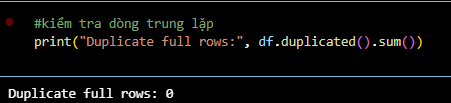 #kiểm tra dòng trung lặp
print("Duplicate full rows:", df.duplicated().sum())
Duplicate full rows: 0